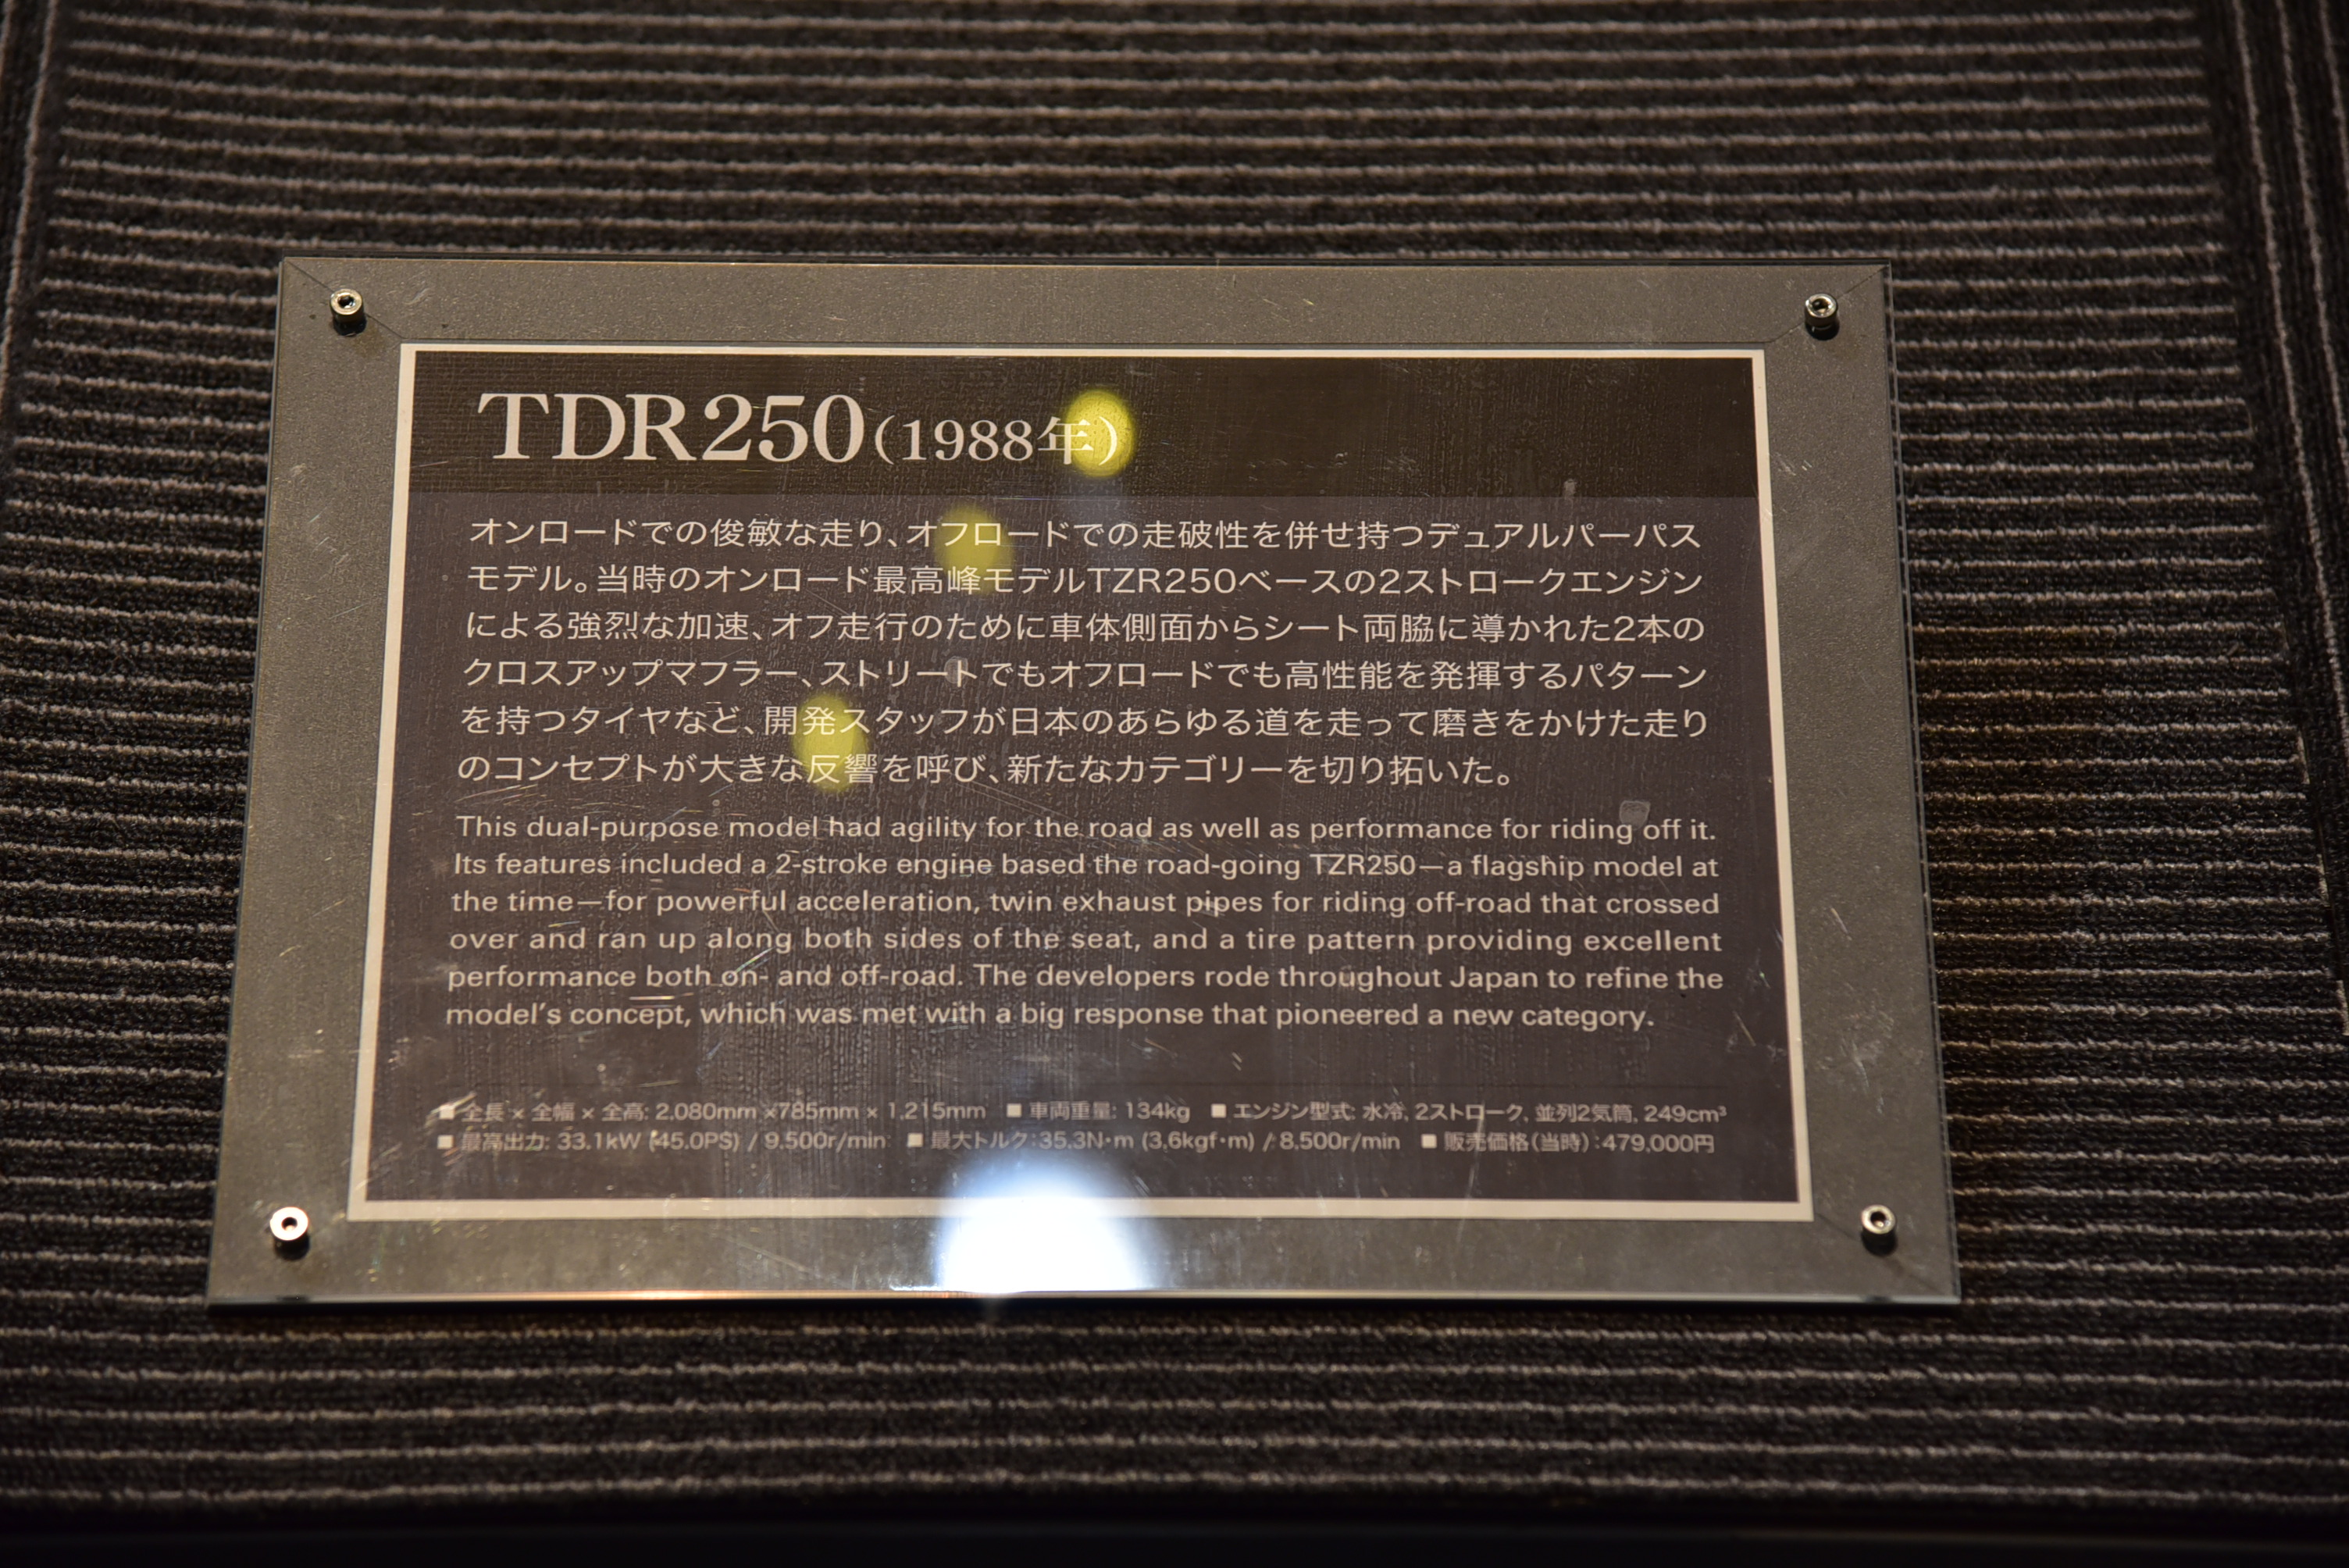 TDR250(1988年)
オンロードでの俊敏な走り、オフロードでの走破性を併せ持つデュアルパーパス
モデル。当時のオンロード最高峰モデルTZR250ベースの2ストロークエンジン
による強烈な加速、オフ走行のために車体側面からシート両脇に導かれた2本の
クロスアップマフラー、ストリートでもオフロードでも高性能を発揮するパターン
を持つタイヤなど、開発スタッフが日本のあらゆる道を走って磨きをかけた走り
のコンセプトが大きな反響を呼び、新たなカテゴリーを切り拓いた。
This dual-purpose model had agility for the road as well as performance for riding off it.
Its features included a 2-stroke engine based the road-going TZR250—a flagship model at
the time—for powerful acceleration, twin exhaust pipes for riding off-road that crossed
over and ran up along both sides of the seat, and a tire pattern providing excellent
performance both on- and off-road. The developers rode throughout Japan to refine the
model's concept, which was met with a big response that pioneered a new category.
■ 全長 × 全幅 × 全高: 2,080mm ×785mm × 1,215mm ■ 車両重量: 134kg ■ エンジン型式: 水冷, 2ストローク, 並列2気筒, 249cm³
■ 最高出力: 33.1kW (45.0PS) / 9,500r/min ■ 最大トルク:35.3N・m (3.6kgf・m) / 8,500r/min ■ 販売価格(当時):479,000円